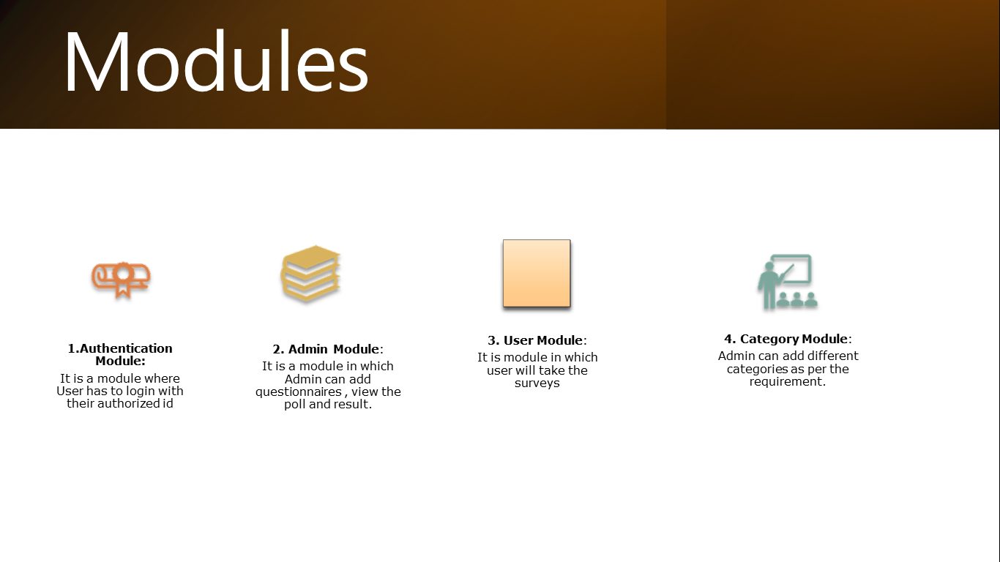 Modules
1.Authentication
Module:
It is a module where
User has to login with
their authorized id
2. Admin Module:
It is a module in which
Admin can add
questionnaires , view the
poll and result.
3. User Module:
It is module in which
user will take the
surveys
4. Category Module:
Admin can add different
categories as per the
requirement.